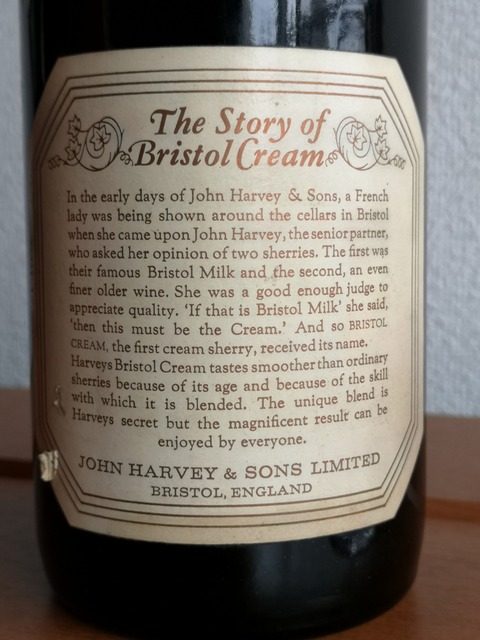 The Story of
Bristol Cream
In the early days of John Harvey & Sons, a French
lady was being shown around the cellars in Bristol
when she came upon John Harvey, the senior partner,
who asked her opinion of two sherries. The first was
their famous Bristol Milk and the second, an even
finer older wine. She was a good enough judge to
appreciate quality. ‘If that is Bristol Milk’ she said,
‘then this must be the Cream.’ And so BRISTOL
CREAM, the first cream sherry, received its name.
Harveys Bristol Cream tastes smoother than ordinary
sherries because of its age and because of the skill
with which it is blended. The unique blend is
Harveys secret but the magnificent result can be
enjoyed by everyone.
JOHN HARVEY & SONS LIMITED
BRISTOL, ENGLAND